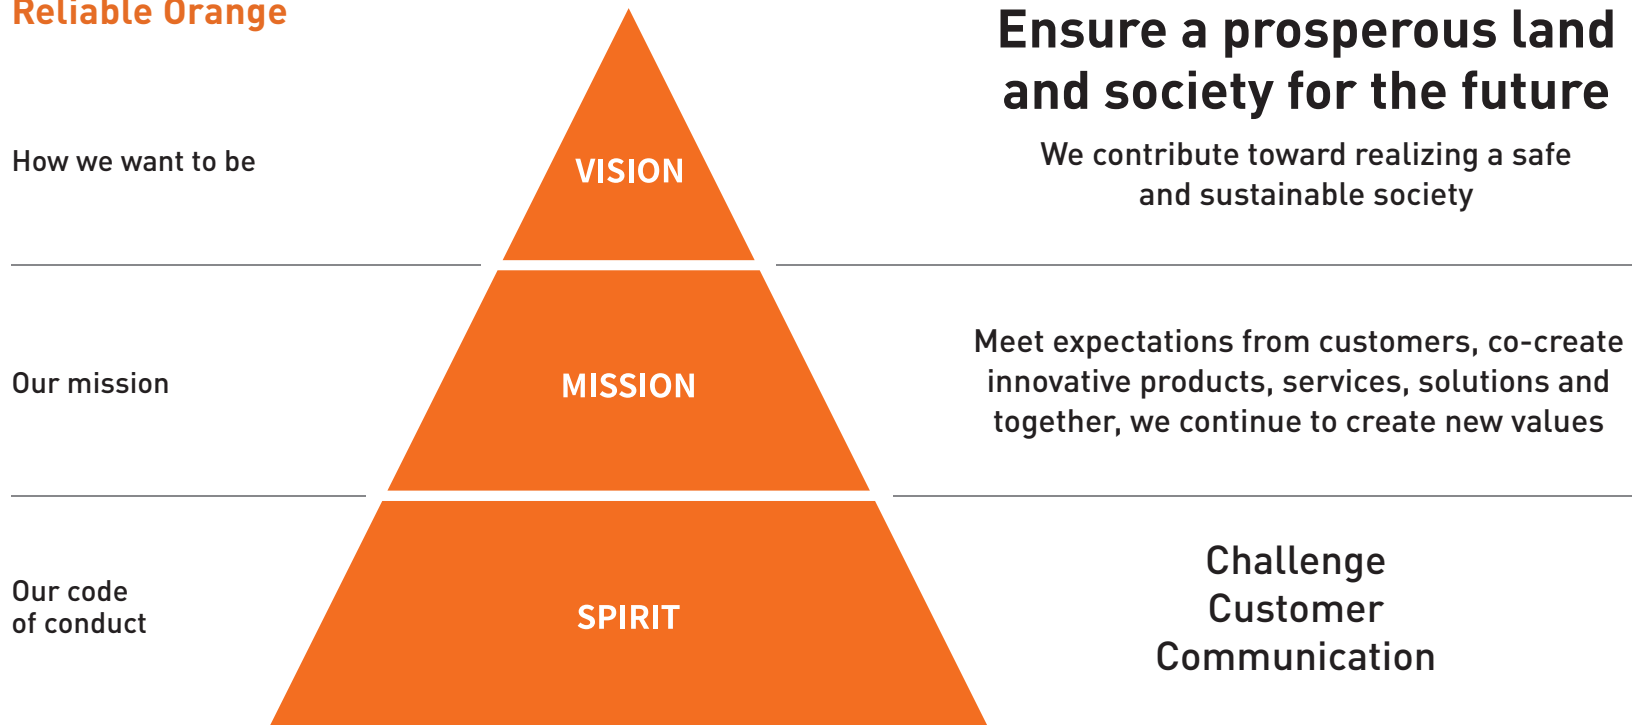 Reliable Orange
How we want to be
VISION
Ensure a prosperous land
and society for the future
We contribute toward realizing a safe
and sustainable society
Our mission
MISSION
Meet expectations from customers, co-create
innovative products, services, solutions and
together, we continue to create new values
Our code
of conduct
SPIRIT
Challenge
Customer
Communication